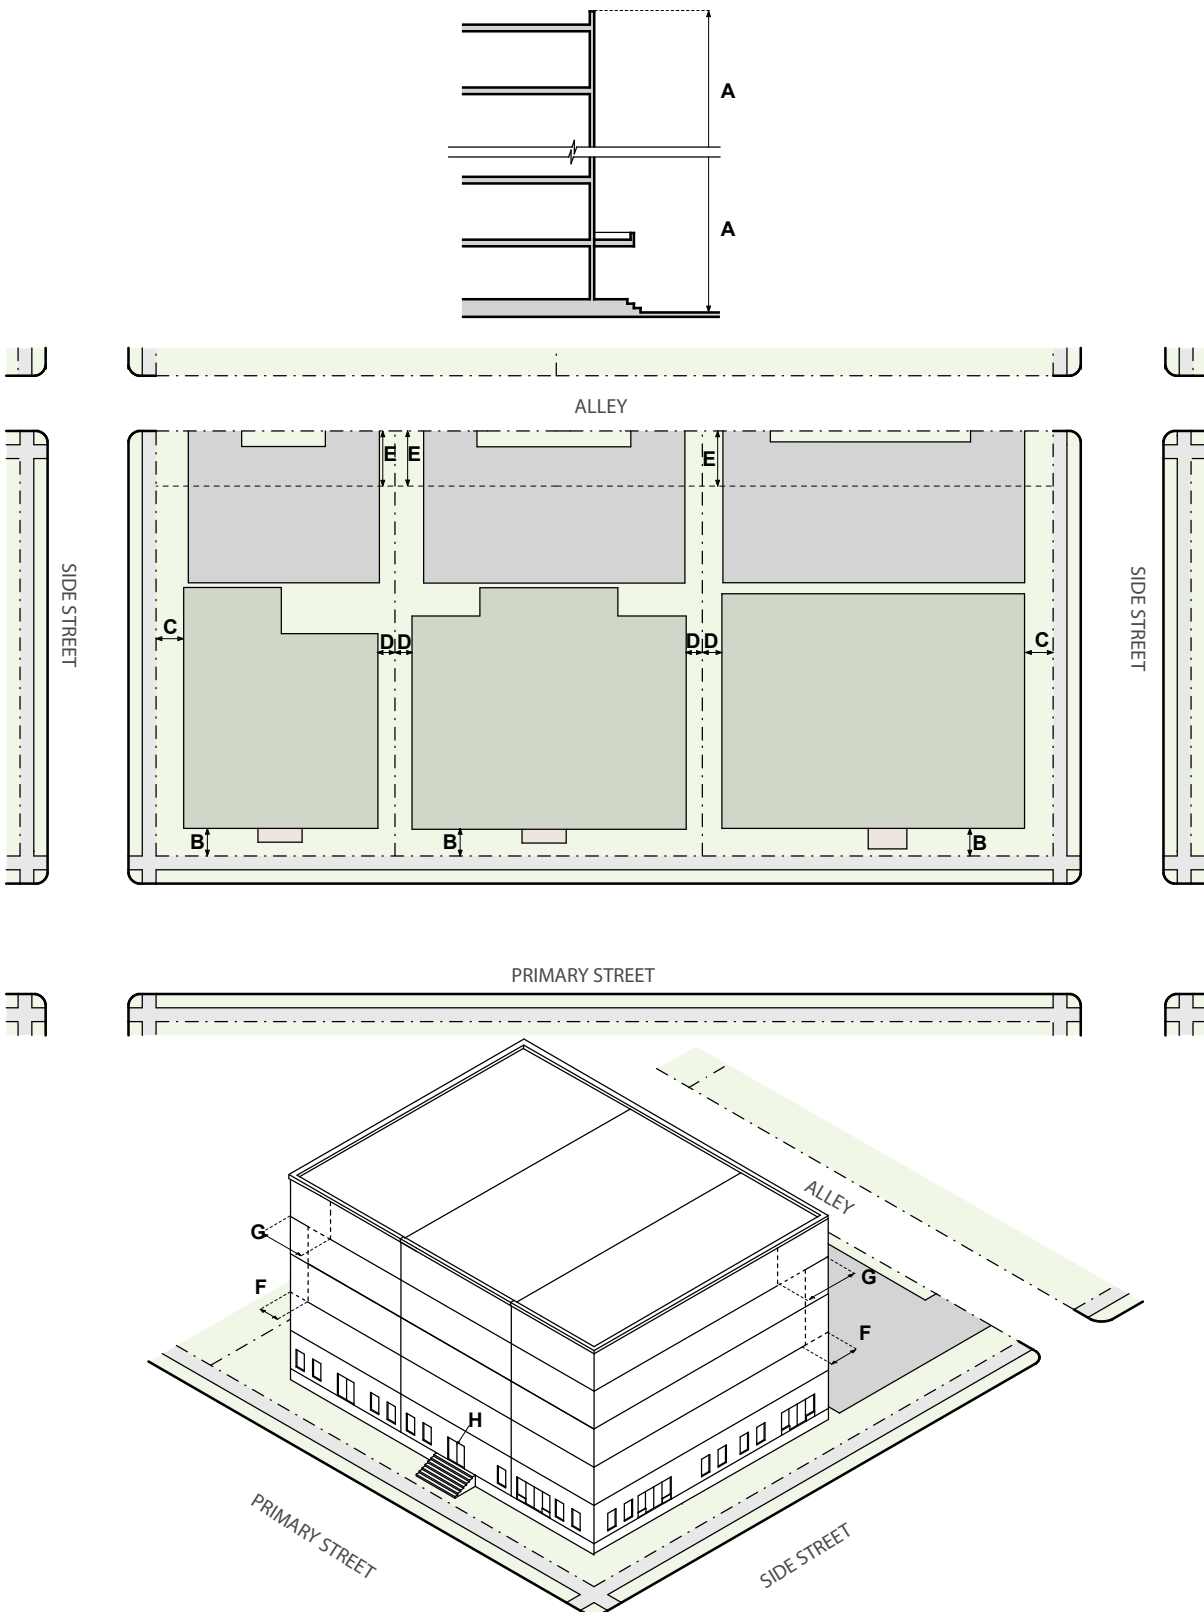 A
A
ALLEY
E E E
SIDE STREET
SIDE STREET
C D D D D C
B B B
PRIMARY STREET
ALLEY
G
G
F
F
H
PRIMARY STREET
SIDE STREET